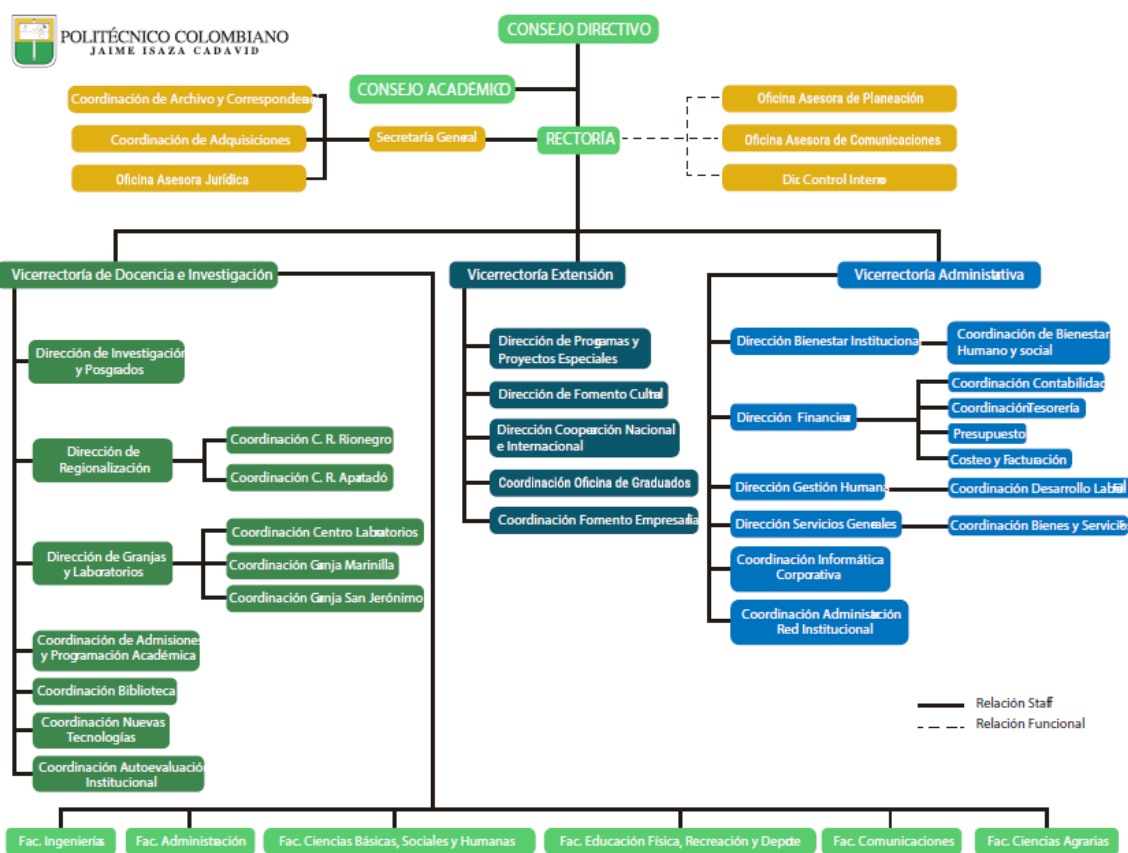 POLITÉCNICO COLOMBIANO
JAIME ISAZA CADAVID
CONSEJO DIRECTIVO
CONSEJO ACADÉMICO
RECTORÍA
Secretaría General
Coordinación de Archivo y Correspondencia
Coordinación de Adquisiciones
Oficina Asesora Jurídica
Oficina Asesora de Planeación
Oficina Asesora de Comunicaciones
Dir. Control Interno
Vicerrectoría de Docencia e Investigación
Dirección de Investigación
y Posgrados
Dirección de
Regionalización
Coordinación C. R. Rionegro
Coordinación C. R. Apartadó
Dirección de Granjas
y Laboratorios
Coordinación Centro Laboratorios
Coordinación Granja Marinilla
Coordinación Granja San Jerónimo
Coordinación de Admisiones
y Programación Académica
Coordinación Biblioteca
Coordinación Nuevas
Tecnologías
Coordinación Autoevaluación
Institucional
Vicerrectoría Extensión
Dirección de Programas y
Proyectos Especiales
Dirección de Fomento Cultural
Dirección Cooperación Nacional
e Internacional
Coordinación Oficina de Graduados
Coordinación Fomento Empresarial
Vicerrectoría Administrativa
Dirección Bienestar Institucional
Coordinación de Bienestar
Humano y social
Dirección Financiera
Coordinación Contabilidad
Coordinación Tesorería
Presupuesto
Costeo y Facturación
Dirección Gestión Humana
Coordinación Desarrollo Laboral
Dirección Servicios Generales
Coordinación Bienes y Servicios
Coordinación Informática
Corporativa
Coordinación Administración
Red Institucional
Relación Staff
Relación Funcional
Fac. Ingenierías
Fac. Administración
Fac. Ciencias Básicas, Sociales y Humanas
Fac. Educación Física, Recreación y Deporte
Fac. Comunicaciones
Fac. Ciencias Agrarias